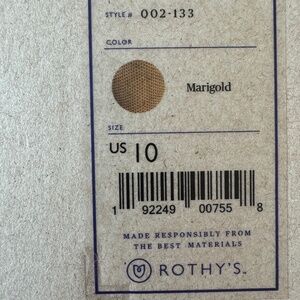 STYLE # 002-133
COLOR
Marigold
SIZE
US 10
1 92249 00755 8
MADE RESPONSIBLY FROM
THE BEST MATERIALS
ROTHY'S™